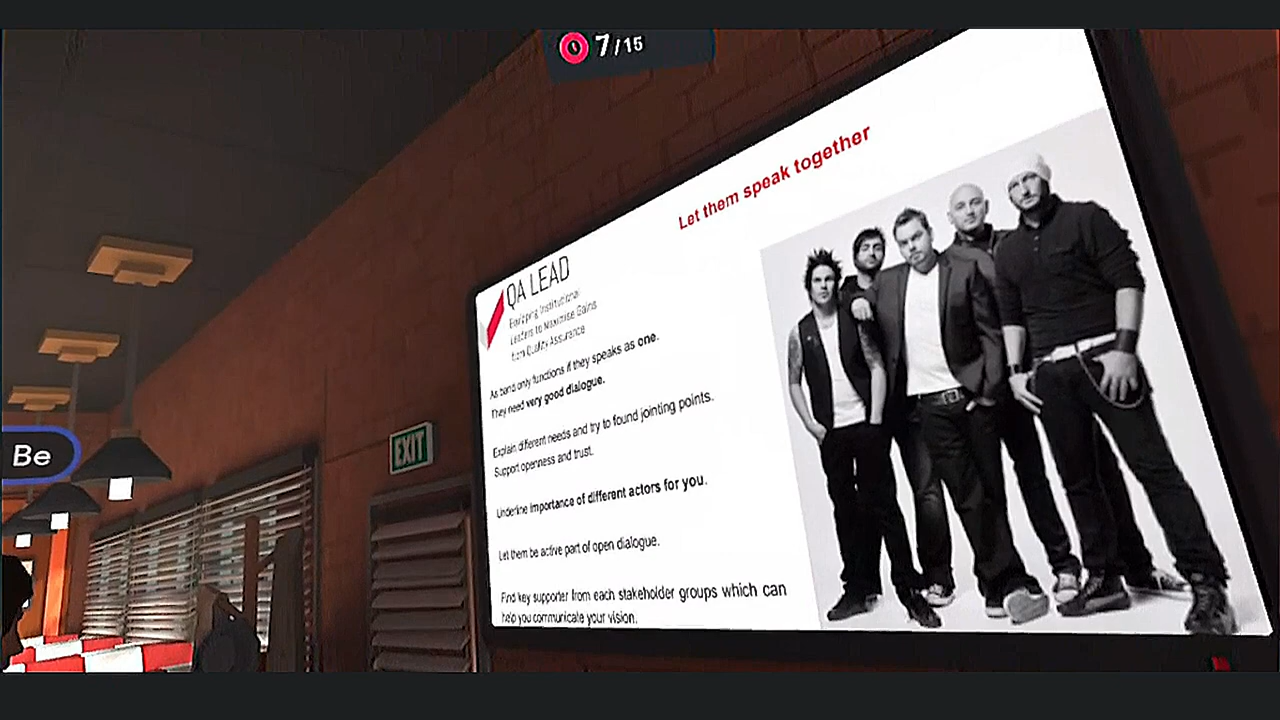 7/15
Let them speak together
QA LEAD
Equipping Institutional
Leaders to Maximise Gains
from Quality Assurance
As band only functions if they speaks as one.
They need very good dialogue.
Explain different needs and try to found jointing points.
Support openness and trust.
EXIT
Be
Underline importance of different actors for you.
Let them be active part of open dialogue.
Find key supporter from each stakeholder groups which can
help you communicate your vision.